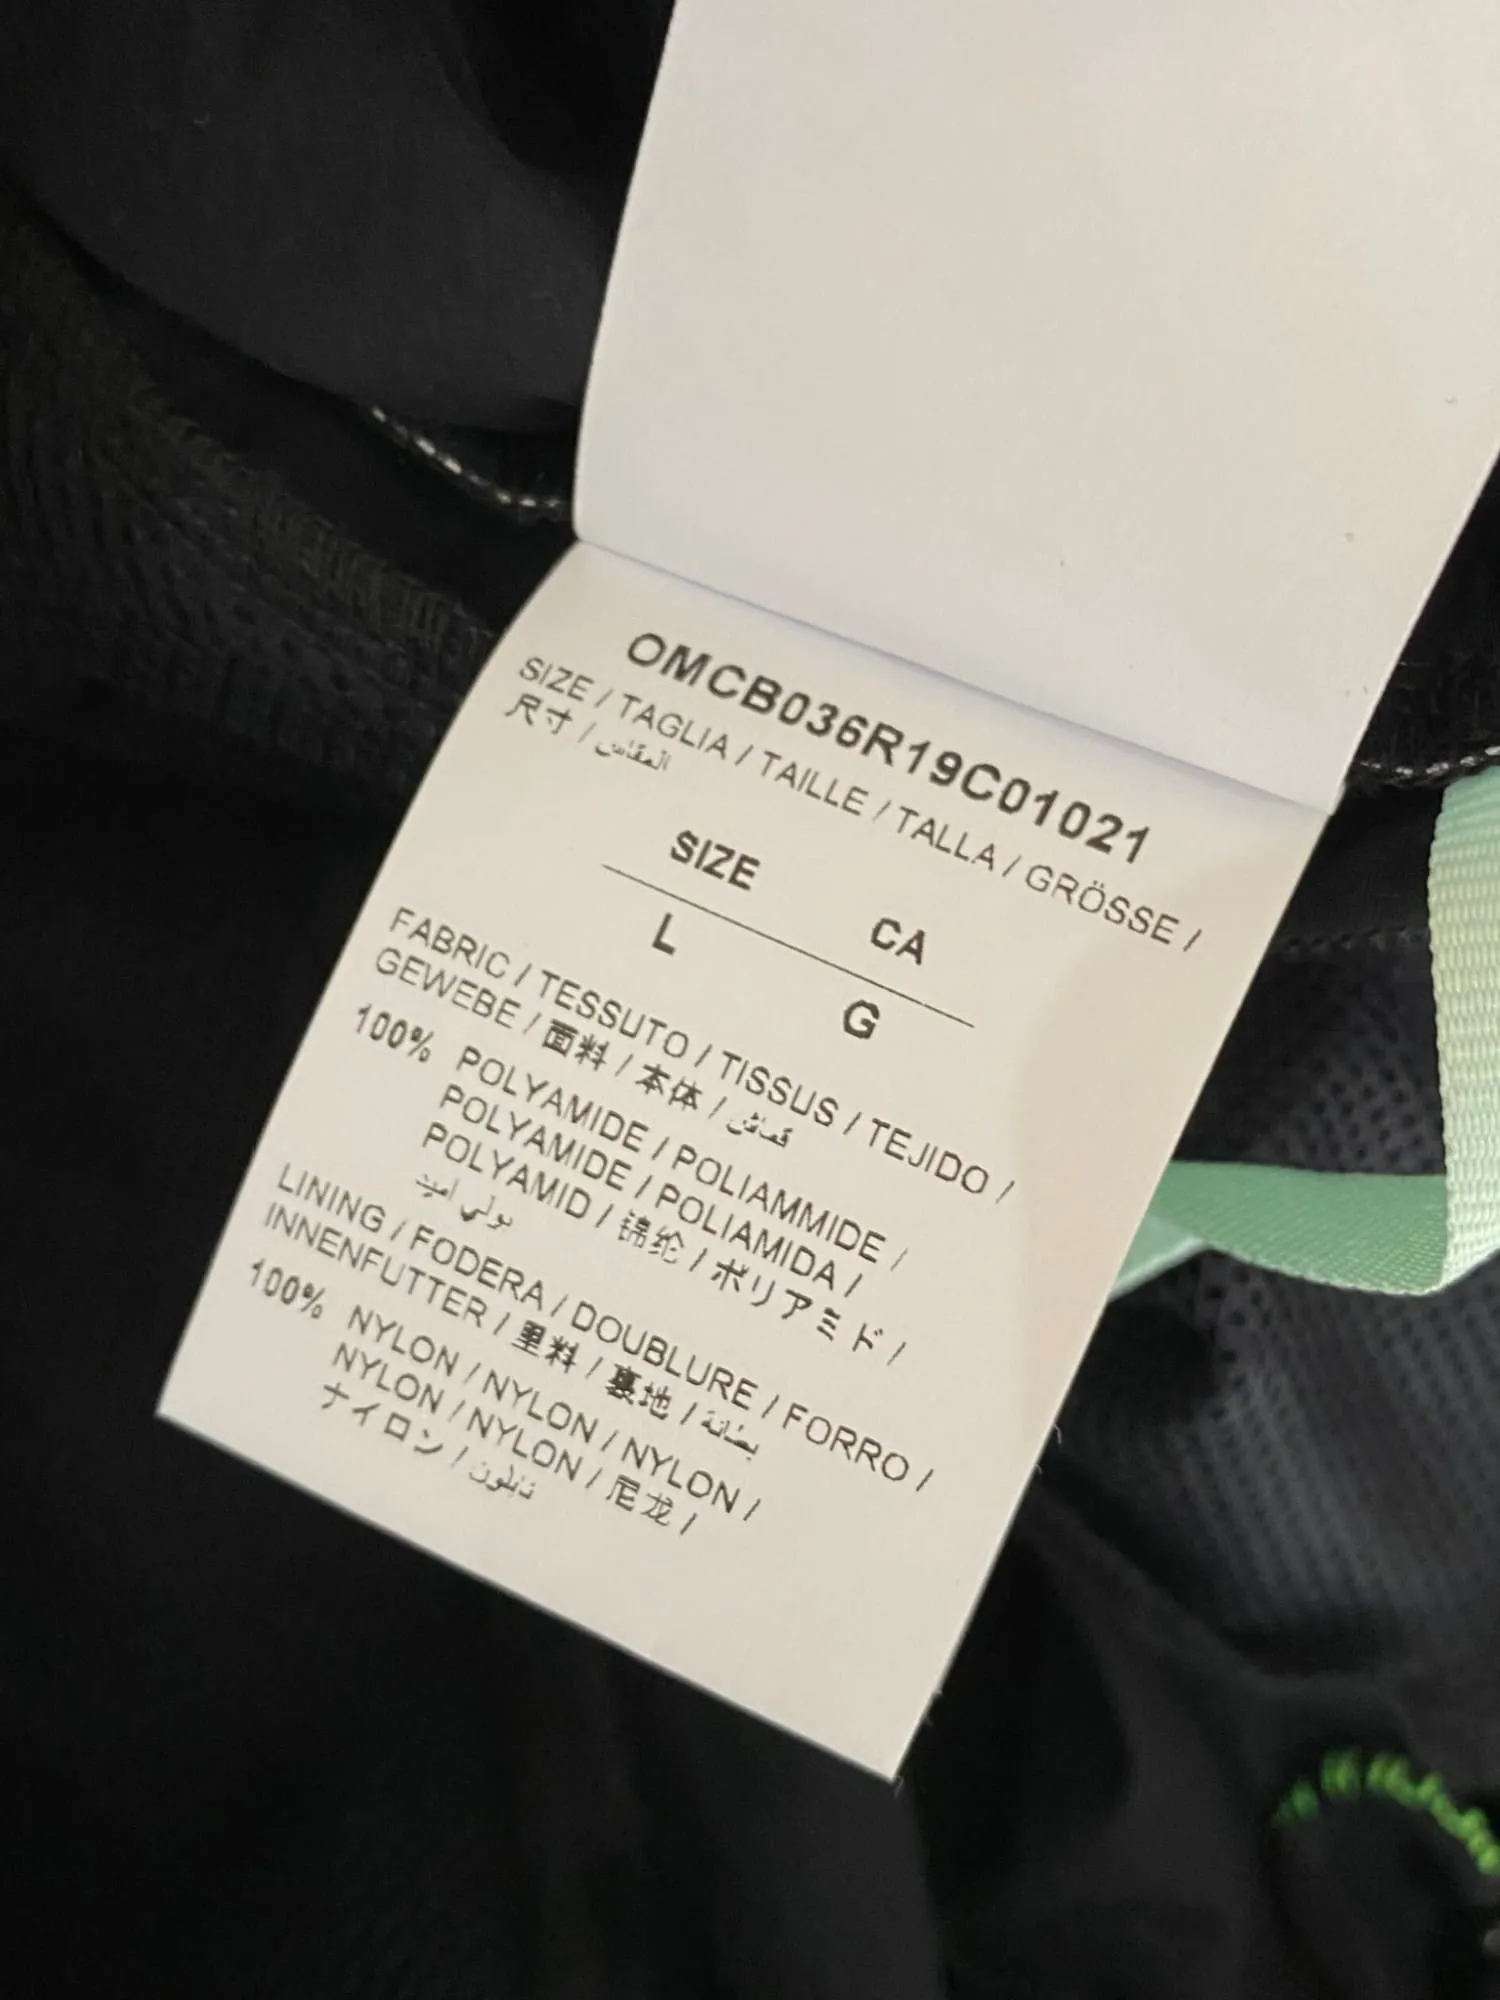 OMCB036R19C01021
SIZE / TAGLIA / TAILLE / TALLA / GRÖSSE /
尺寸 / المقاس
SIZE CA
L G
FABRIC / TESSUTO / TISSUS / TEJIDO /
GEWEBE / 面料 / 本体 / قماش
100% POLYAMIDE / POLIAMMIDE /
POLYAMIDE / POLIAMIDA /
POLYAMID / 锦纶 / ポリアミド /
بولي أميد
LINING / FODERA / DOUBLURE / FORRO /
INNENFUTTER / 里料 / 裏地 / بطانة
100% NYLON / NYLON / NYLON /
NYLON / NYLON / 尼龙 /
ナイロン / نايلون